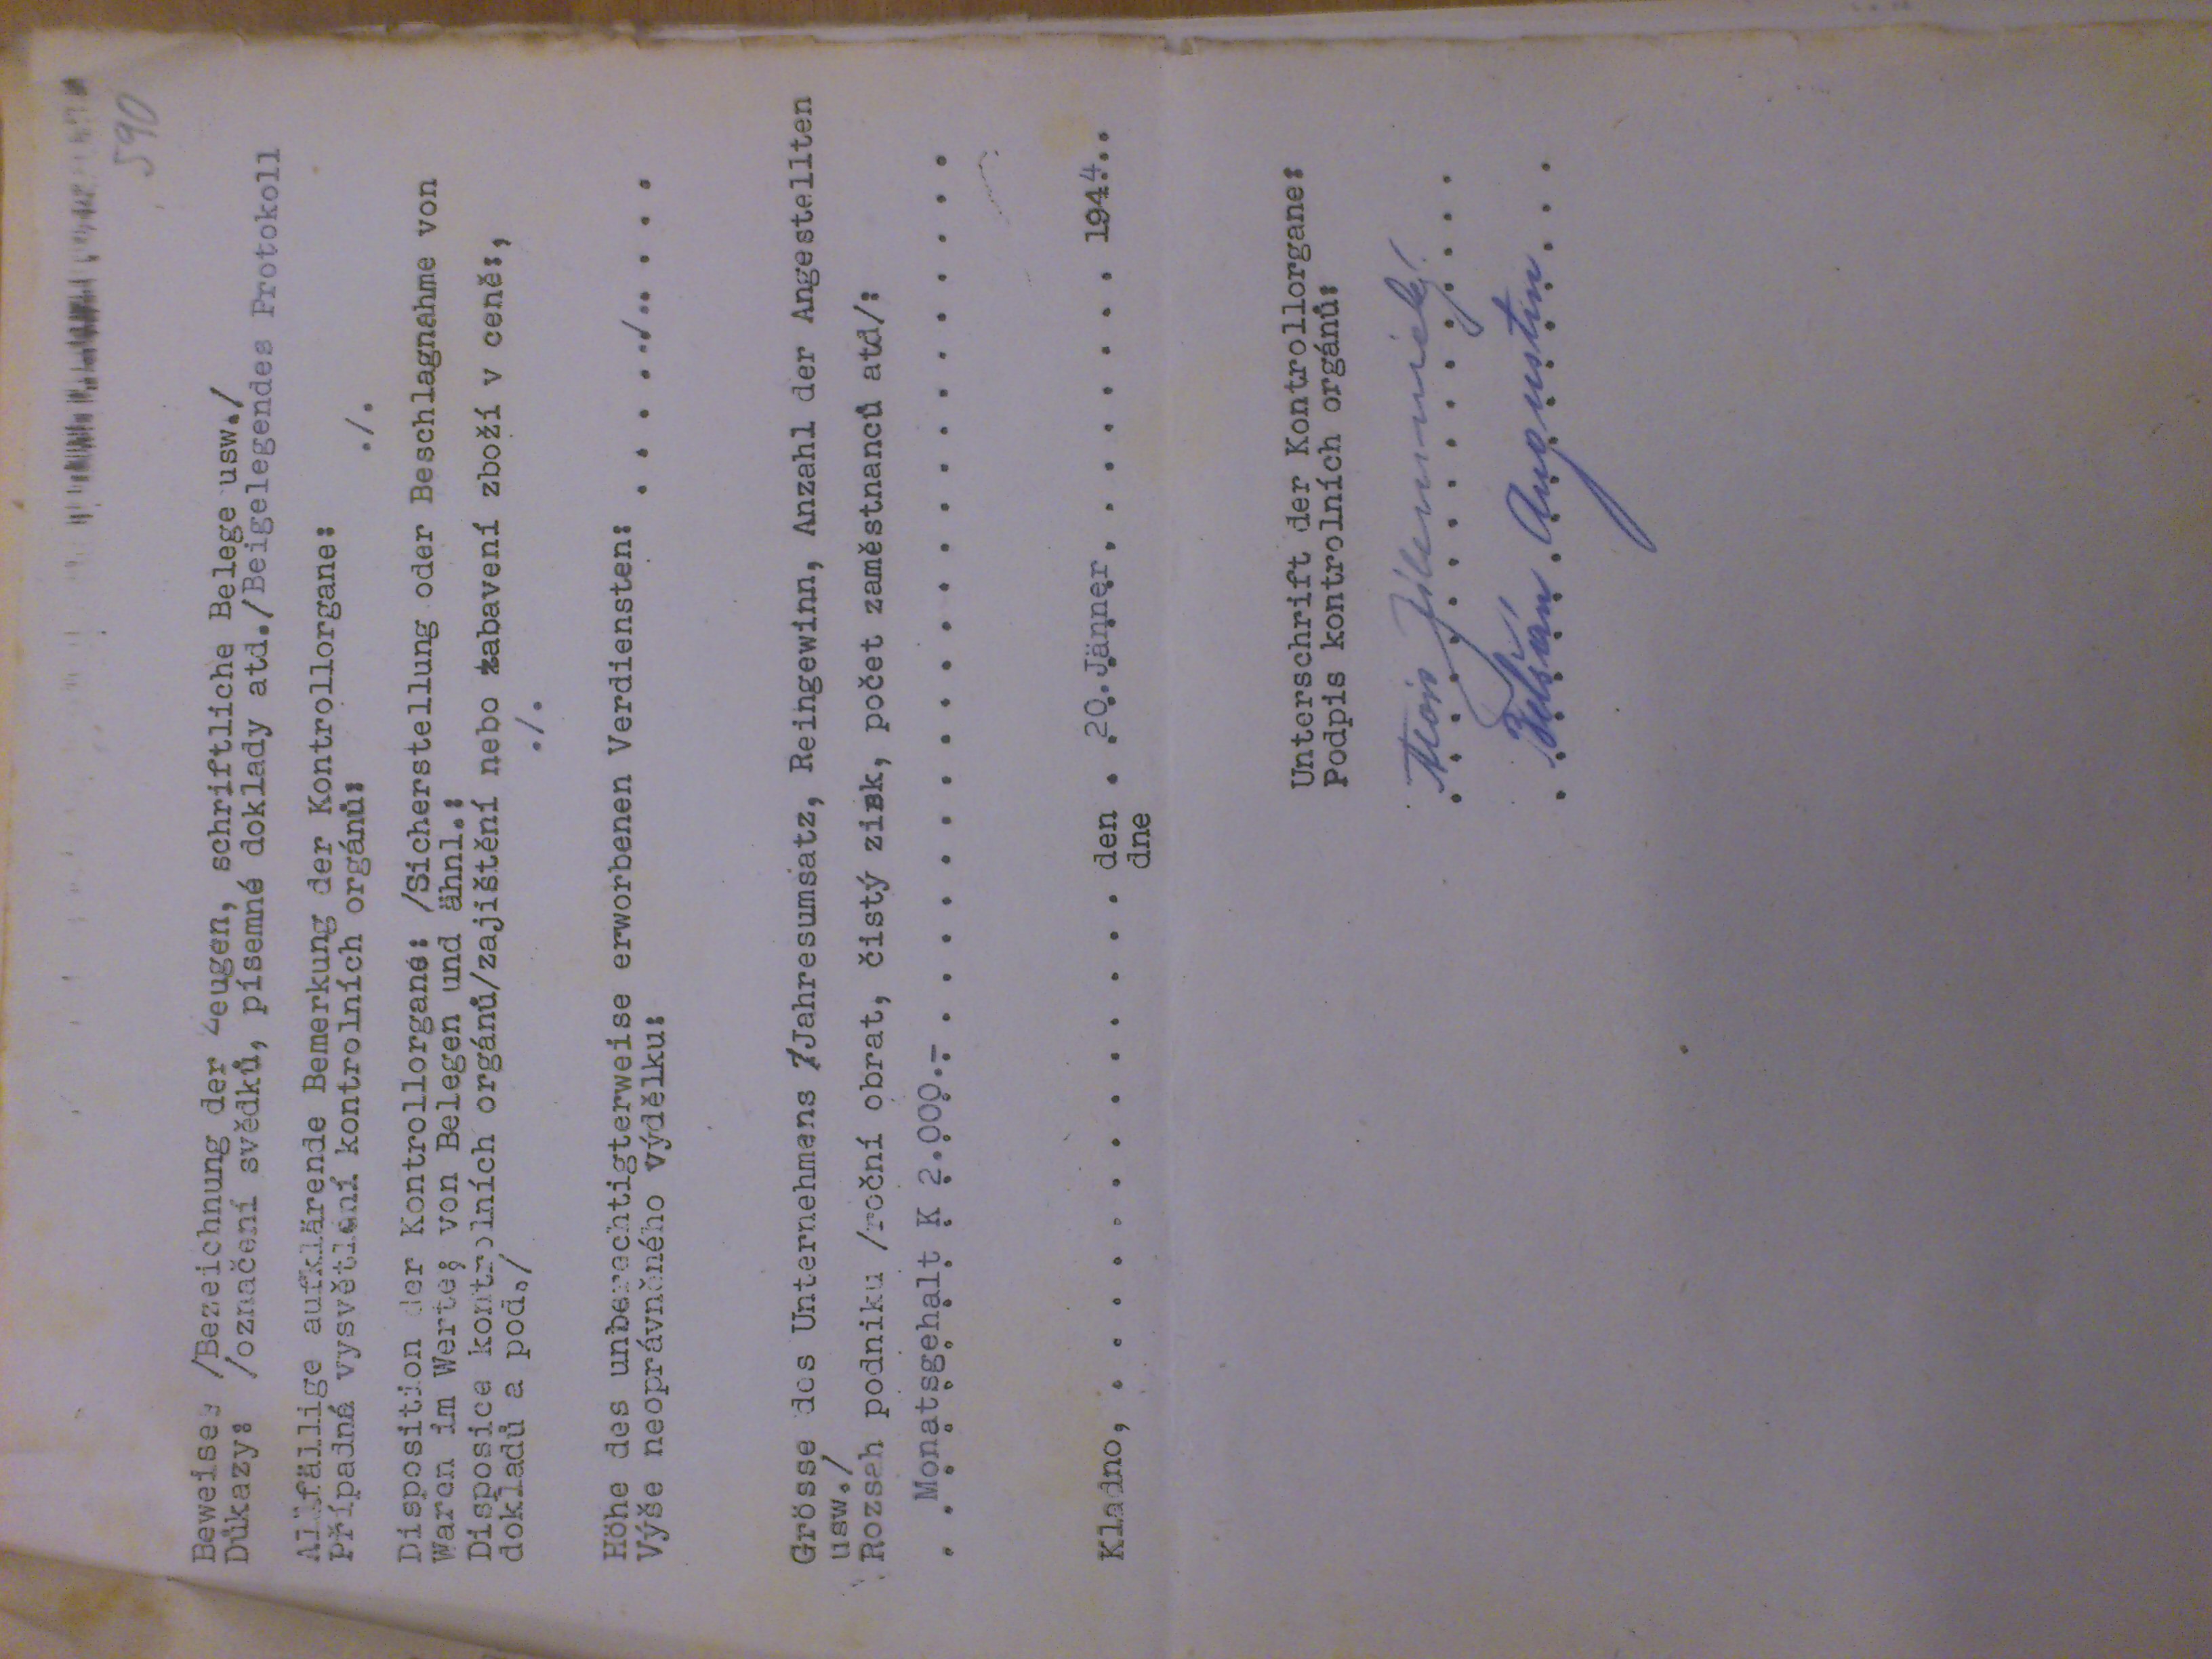 590
Beweise: /Bezeichnung der Zeugen, schriftliche Belege usw./
Důkazy: /označení svědků, písemné doklady atd./Beigelegendes Protokoll
Allfällige aufklärende Bemerkung der Kontrollorgane:
Případná vysvětlení kontrolních orgánů: ./.
Disposition der Kontrollorgane: /Sicherstellung oder Beschlagnahme von
Waren im Werte; von Belegen und ähnl.:
Disposice kontrolních orgánů/zajištění nebo zabavení zboží v ceně:,
dokladů a pod./ ./.
Höhe des unberechtigterweise erworbenen Verdiensten: . . . . ../.. . . .
Výše neoprávněného výdělku:
Grösse des Unternehmens /Jahresumsatz, Reingewinn, Anzahl der Angestellten
usw./
Rozsah podniku /roční obrat, čistý zisk, počet zaměstnanců atd/:
Monatsgehalt K 2.000.-
Kladno, . . . . . . . . . . . . . den . . 20. Jänner. . . . . . . . 1944..
dne
Unterschrift der Kontrollorgane:
Podpis kontrolních orgánů:
Alois Jilemnický
Belšán Augustin